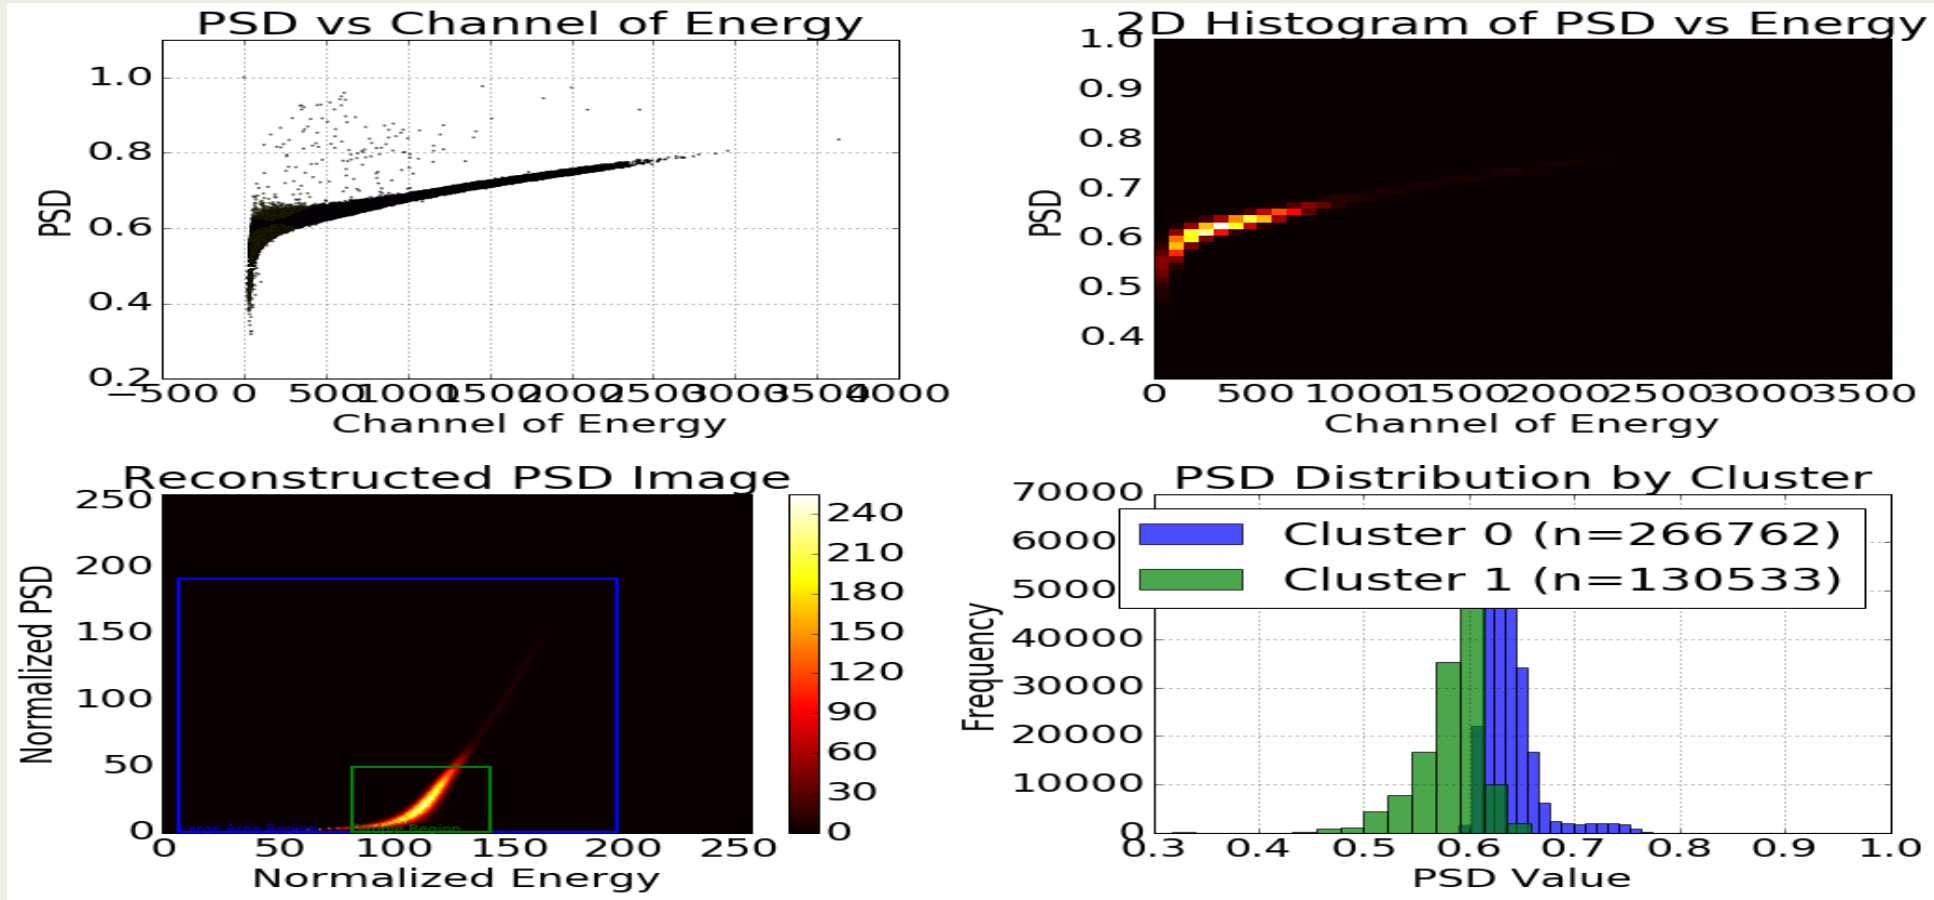 PSD vs Channel of Energy
1.0
0.8
0.6
0.4
0.2
PSD
−500 0 500 1000 1500 2000 2500 3000 3500 4000
Channel of Energy
2D Histogram of PSD vs Energy
1.0
0.9
0.8
0.7
0.6
0.5
0.4
PSD
0 500 1000 1500 2000 2500 3000 3500
Channel of Energy
Reconstructed PSD Image
250
200
150
100
50
0
Normalized PSD
Large Area Region
Region
0 50 100 150 200 250
Normalized Energy
240
210
180
150
120
90
60
30
0
PSD Distribution by Cluster
70000
6000
5000
40000
30000
20000
10000
0
Frequency
Cluster 0 (n=266762)
Cluster 1 (n=130533)
0.3 0.4 0.5 0.6 0.7 0.8 0.9 1.0
PSD Value